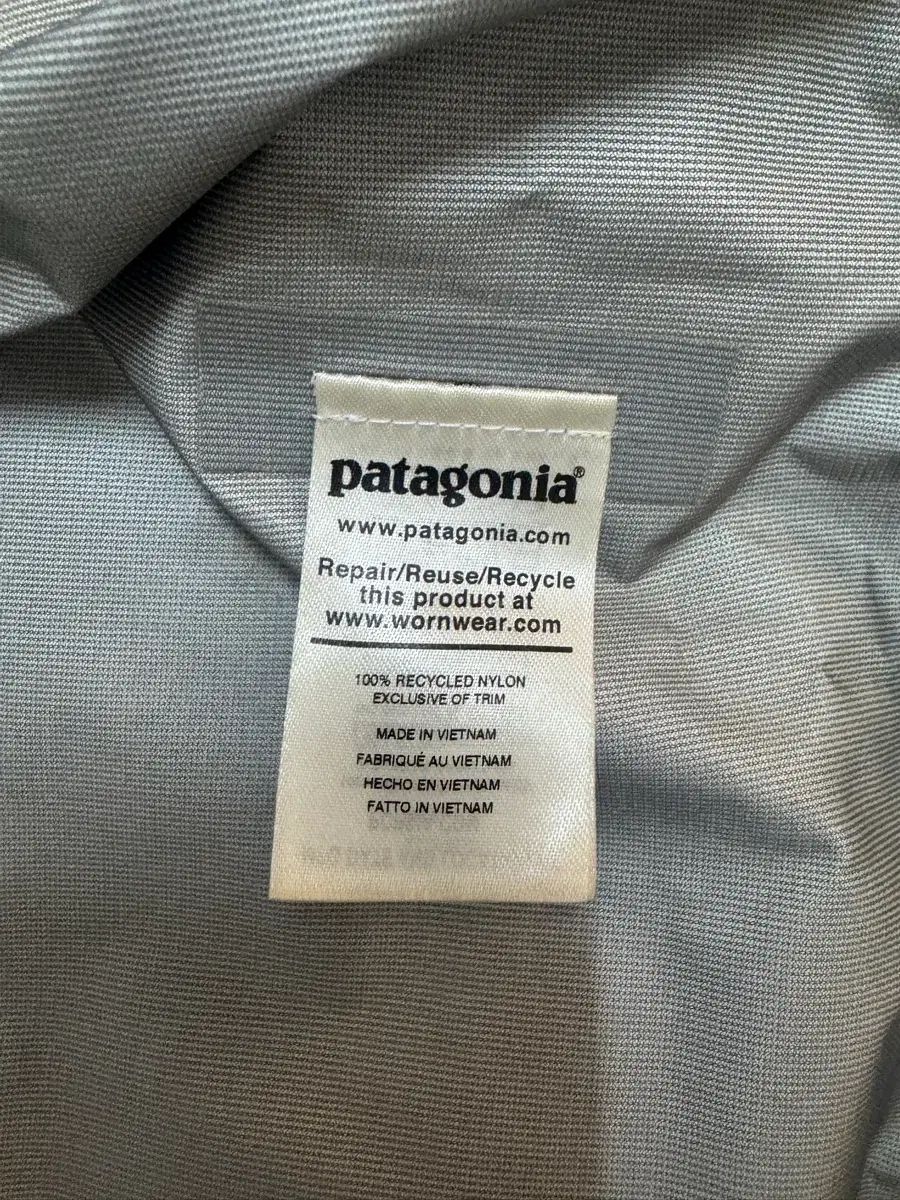 patagonia®
www.patagonia.com
Repair/Reuse/Recycle
this product at
www.wornwear.com
100% RECYCLED NYLON
EXCLUSIVE OF TRIM
MADE IN VIETNAM
FABRIQUÉ AU VIETNAM
HECHO EN VIETNAM
FATTO IN VIETNAM